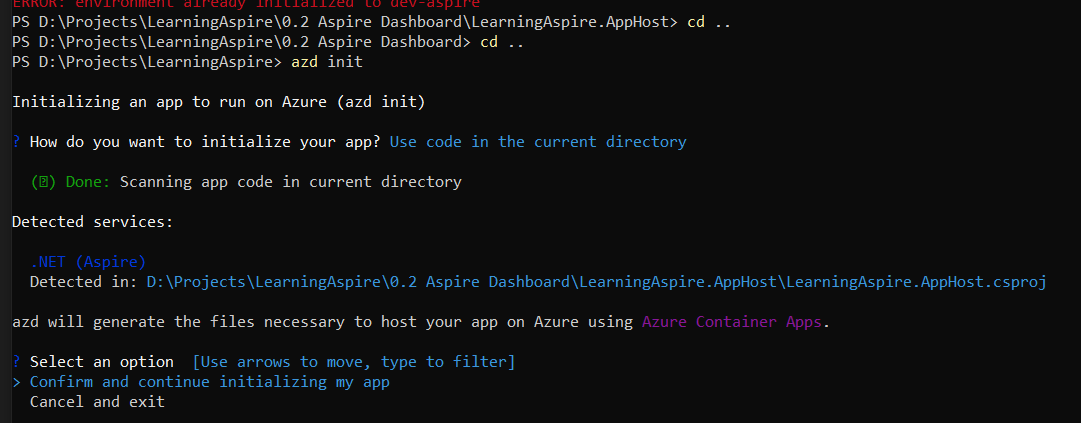 ERROR: environment already initialized to dev-aspire
PS D:\Projects\LearningAspire\0.2 Aspire Dashboard\LearningAspire.AppHost> cd ..
PS D:\Projects\LearningAspire\0.2 Aspire Dashboard> cd ..
PS D:\Projects\LearningAspire> azd init
Initializing an app to run on Azure (azd init)
? How do you want to initialize your app? Use code in the current directory
(�) Done: Scanning app code in current directory
Detected services:
.NET (Aspire)
Detected in: D:\Projects\LearningAspire\0.2 Aspire Dashboard\LearningAspire.AppHost\LearningAspire.AppHost.csproj
azd will generate the files necessary to host your app on Azure using Azure Container Apps.
? Select an option  [Use arrows to move, type to filter]
> Confirm and continue initializing my app
Cancel and exit